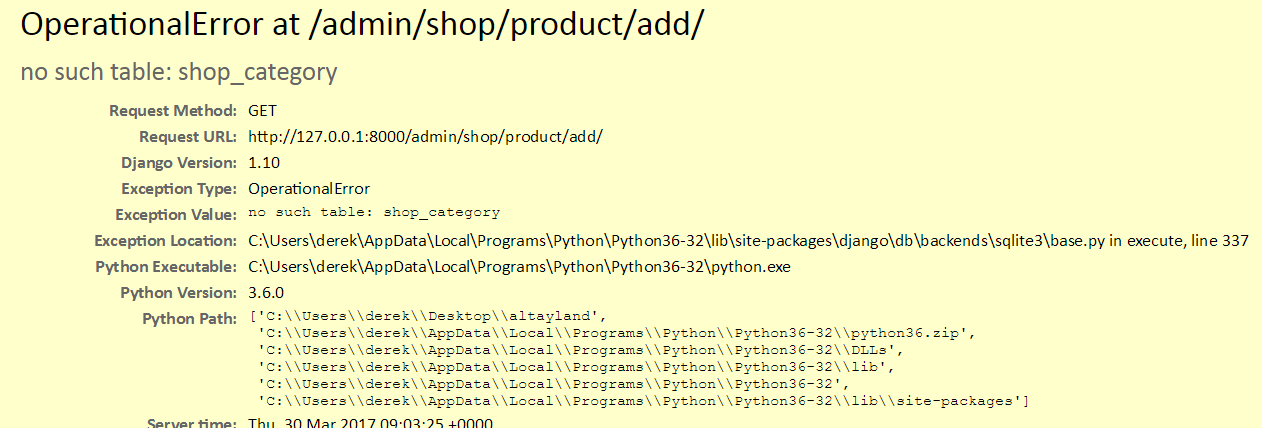 OperationalError at /admin/shop/product/add/
no such table: shop_category
Request Method: GET
Request URL: http://127.0.0.1:8000/admin/shop/product/add/
Django Version: 1.10
Exception Type: OperationalError
Exception Value: no such table: shop_category
Exception Location: C:\Users\derek\AppData\Local\Programs\Python\Python36-32\lib\site-packages\django\db\backends\sqlite3\base.py in execute, line 337
Python Executable: C:\Users\derek\AppData\Local\Programs\Python\Python36-32\python.exe
Python Version: 3.6.0
Python Path: ['C:\\Users\\derek\\Desktop\\altayland',
'C:\\Users\\derek\\AppData\\Local\\Programs\\Python\\Python36-32\\python36.zip',
'C:\\Users\\derek\\AppData\\Local\\Programs\\Python\\Python36-32\\DLLs',
'C:\\Users\\derek\\AppData\\Local\\Programs\\Python\\Python36-32\\lib',
'C:\\Users\\derek\\AppData\\Local\\Programs\\Python\\Python36-32',
'C:\\Users\\derek\\AppData\\Local\\Programs\\Python\\Python36-32\\lib\\site-packages']
Server time: Thu, 30 Mar 2017 09:03:25 +0000